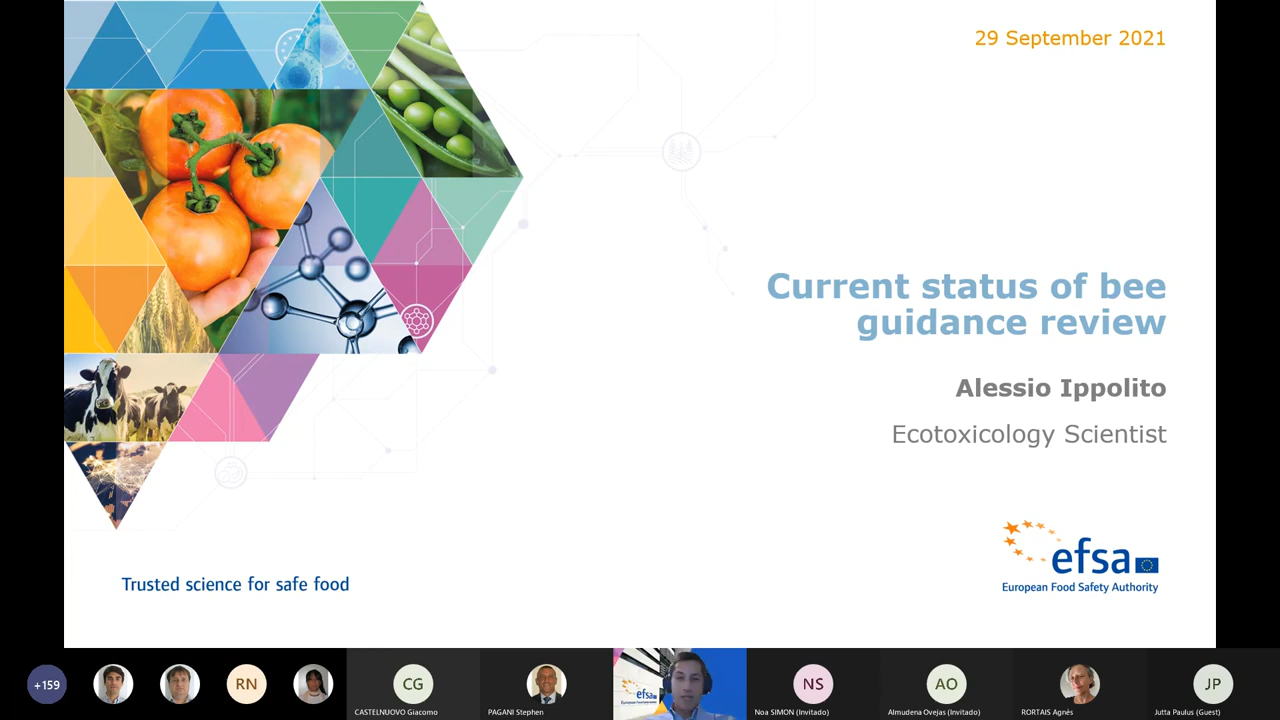 29 September 2021
Current status of bee
guidance review
Alessio Ippolito
Ecotoxicology Scientist
efsa
European Food Safety Authority
Trusted science for safe food
+159
RN
CG
CASTELNUOVO Giacomo
PAGANI Stephen
efsa
NS
Noa SIMON (Invitado)
AO
Almudena Ovejas (Invitado)
RORTAIS Agnés
JP
Jutta Paulus (Guest)